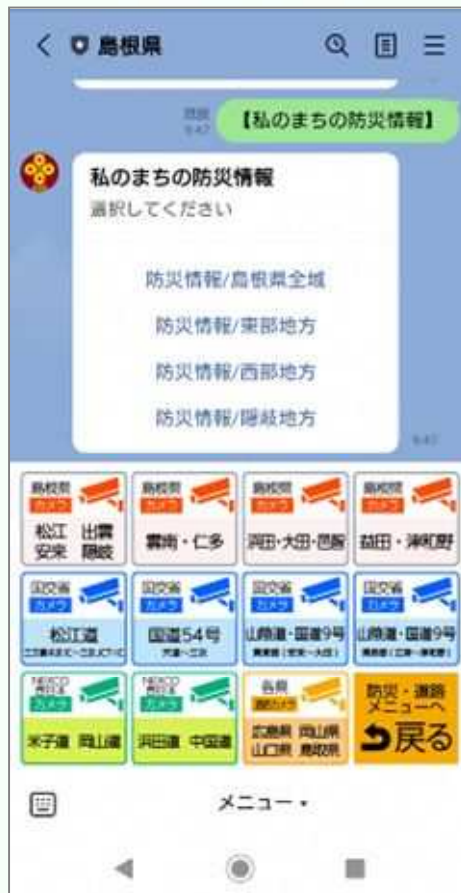 島根県
既読
9:47
【私のまちの防災情報】
私のまちの防災情報
選択してください
防災情報/島根県全域
防災情報/東部地方
防災情報/西部地方
防災情報/隠岐地方
9:47
島根県
カメラ
松江 出雲
安来 隠岐
島根県
カメラ
雲南・仁多
島根県
カメラ
浜田・大田・邑智
島根県
カメラ
益田・津和野
国交省
カメラ
松江道
国交省
カメラ
国道54号
国交省
カメラ
山陰道・国道9号
国交省
カメラ
山陰道・国道9号
NEXCO
西日本
カメラ
米子道 岡山道
NEXCO
西日本
カメラ
浜田道 中国道
各県
道路カメラ
広島県 岡山県
山口県 鳥取県
防災・道路
メニューへ
戻る
メニュー